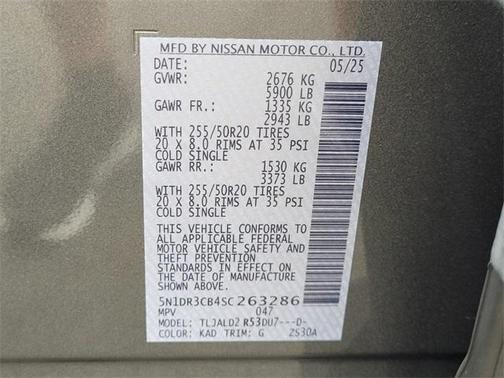 MFD BY NISSAN MOTOR CO., LTD.
DATE: 05/25
GVWR: 2676 KG
5900 LB
GAWR FR.: 1335 KG
2943 LB
WITH 255/50R20 TIRES
20 X 8.0 RIMS AT 35 PSI
COLD SINGLE
GAWR RR.: 1530 KG
3373 LB
WITH 255/50R20 TIRES
20 X 8.0 RIMS AT 35 PSI
COLD SINGLE
THIS VEHICLE CONFORMS TO
ALL APPLICABLE FEDERAL
MOTOR VEHICLE SAFETY AND
THEFT PREVENTION
STANDARDS IN EFFECT ON
THE DATE OF MANUFACTURE
SHOWN ABOVE.
5N1DR3CB4SC263286
MPV 047
MODEL: TLJALD2 R53DU7---D-
COLOR: KAD TRIM: G 2S30A